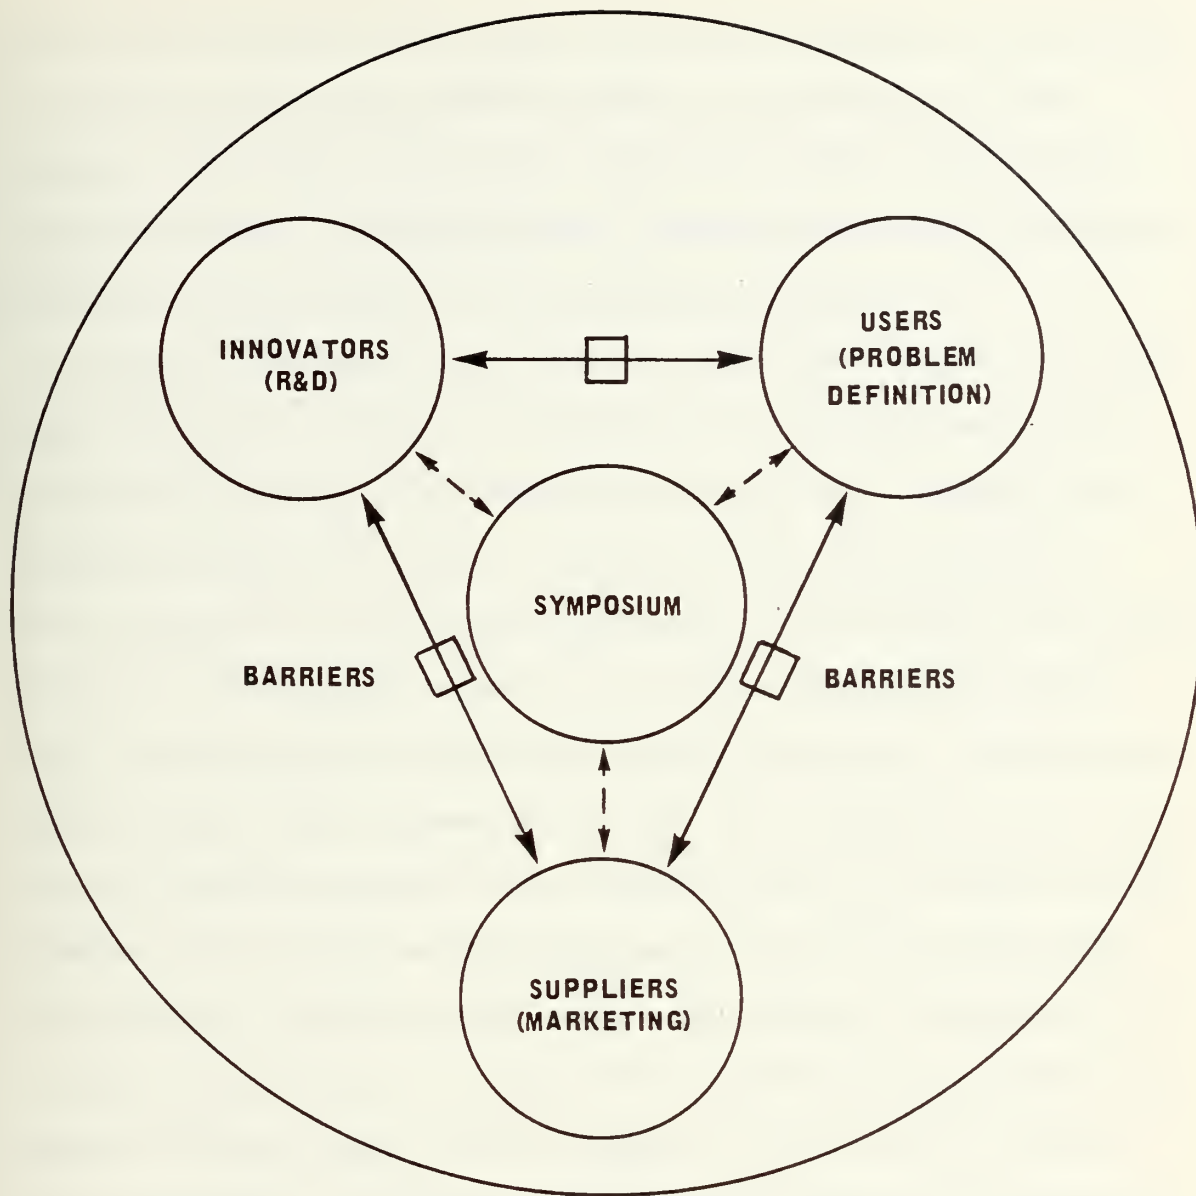 INNOVATORS
(R&D)
USERS
(PROBLEM
DEFINITION)
SYMPOSIUM
BARRIERS
BARRIERS
SUPPLIERS
(MARKETING)